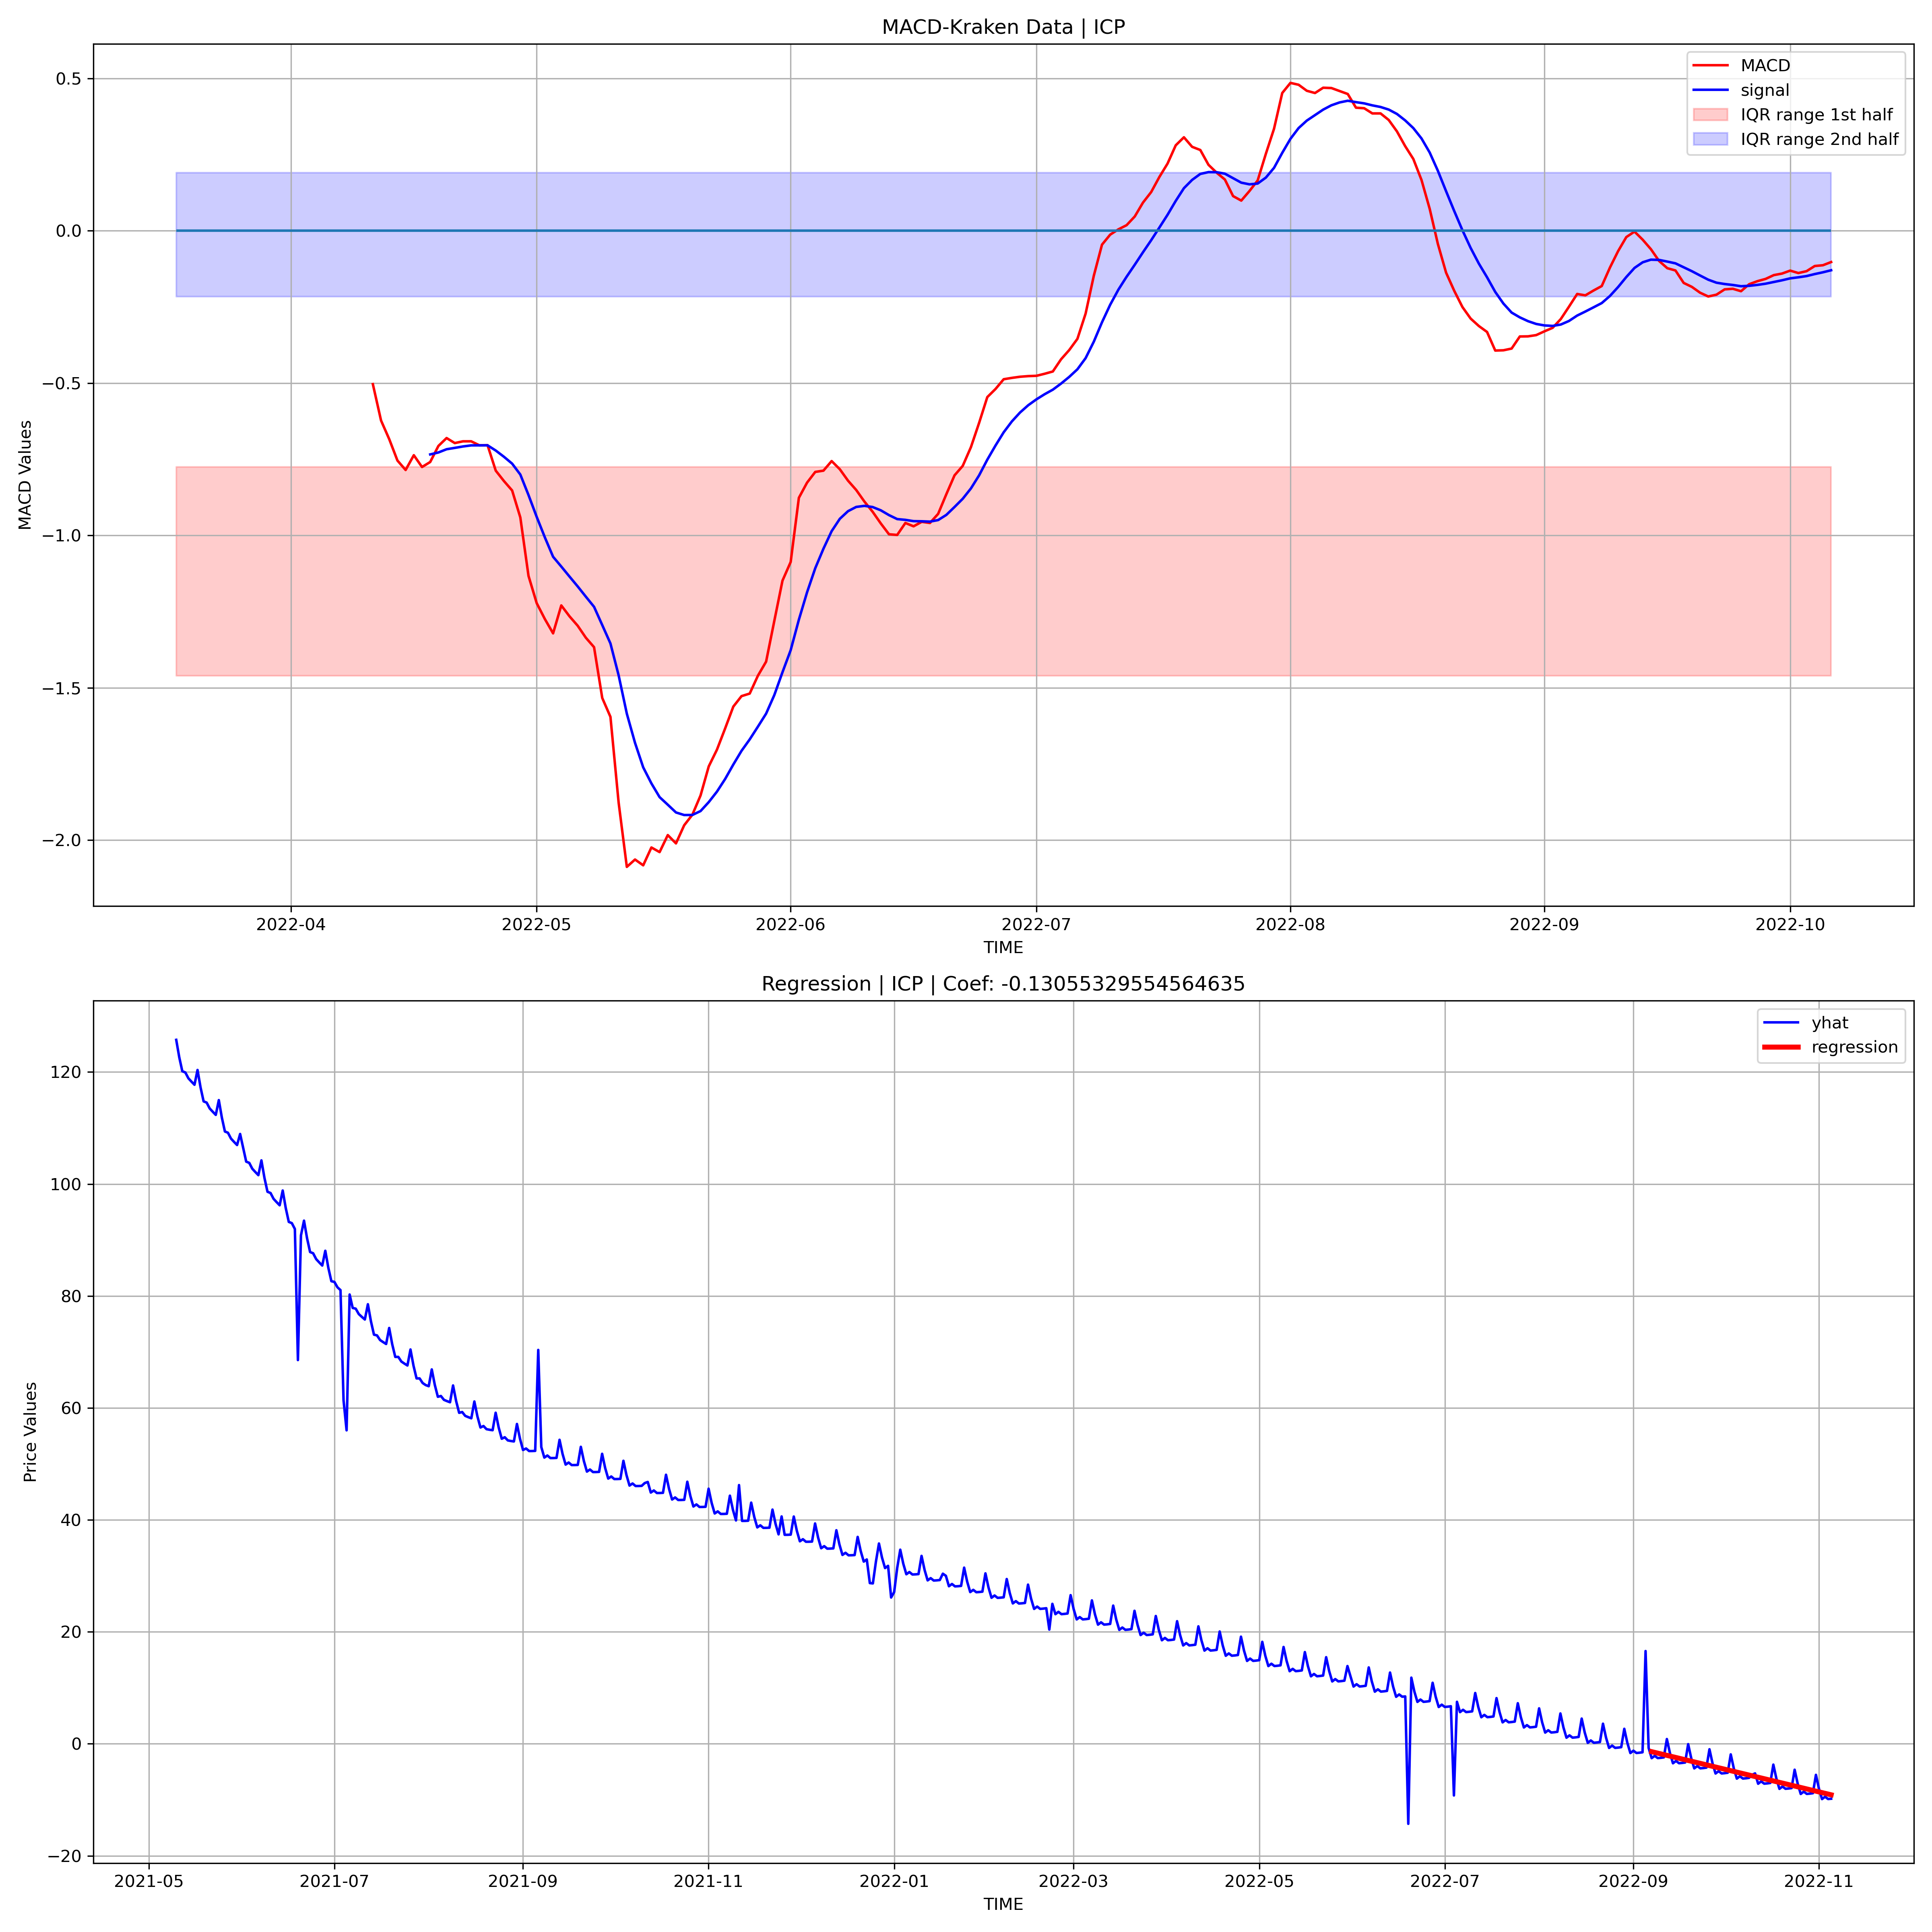 MACD-Kraken Data | ICP
MACD
signal
IQR range 1st half
IQR range 2nd half
MACD Values
0.5
0.0
−0.5
−1.0
−1.5
−2.0
2022-04
2022-05
2022-06
2022-07
2022-08
2022-09
2022-10
TIME
Regression | ICP | Coef: -0.13055329554564635
yhat
regression
Price Values
120
100
80
60
40
20
0
−20
2021-05
2021-07
2021-09
2021-11
2022-01
2022-03
2022-05
2022-07
2022-09
2022-11
TIME